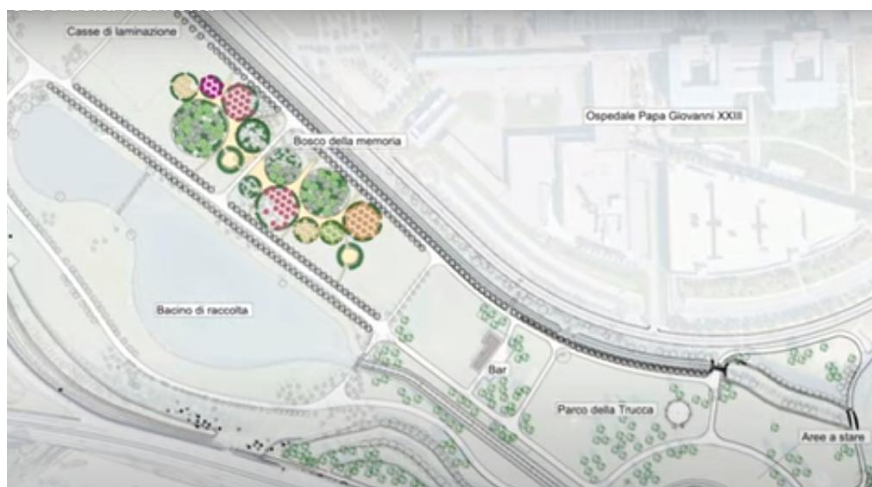 Casse di laminazione
Ospedale Papa Giovanni XXIII
Bosco della memoria
Bacino di raccolta
Bar
Parco della Trucca
Aree a stare